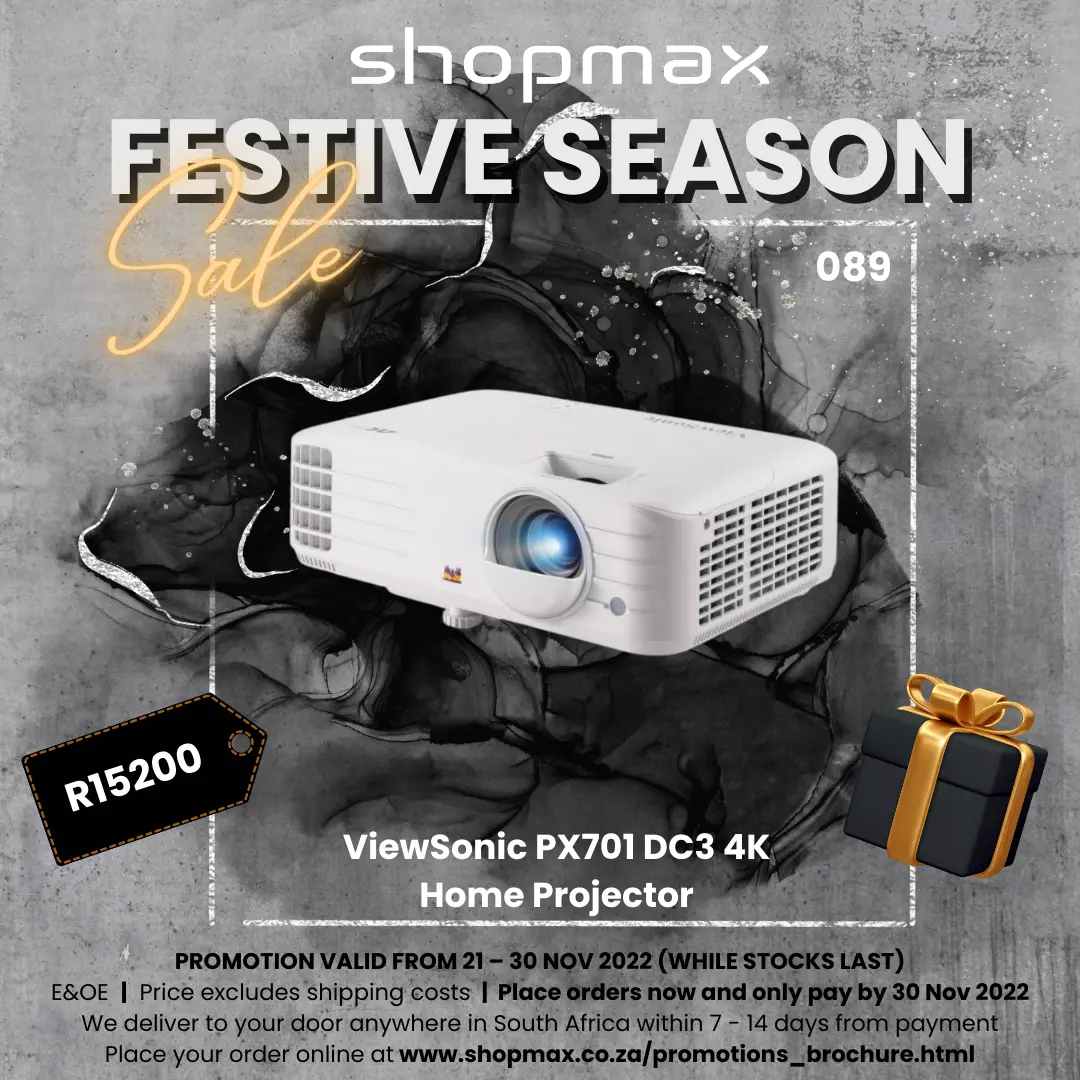 shopmax
FESTIVE SEASON
Sale
089
ViewSonic
4K
R15200
ViewSonic PX701 DC3 4K
Home Projector
PROMOTION VALID FROM 21 – 30 NOV 2022 (WHILE STOCKS LAST)
E&OE | Price excludes shipping costs | Place orders now and only pay by 30 Nov 2022
We deliver to your door anywhere in South Africa within 7 - 14 days from payment
Place your order online at www.shopmax.co.za/promotions_brochure.html